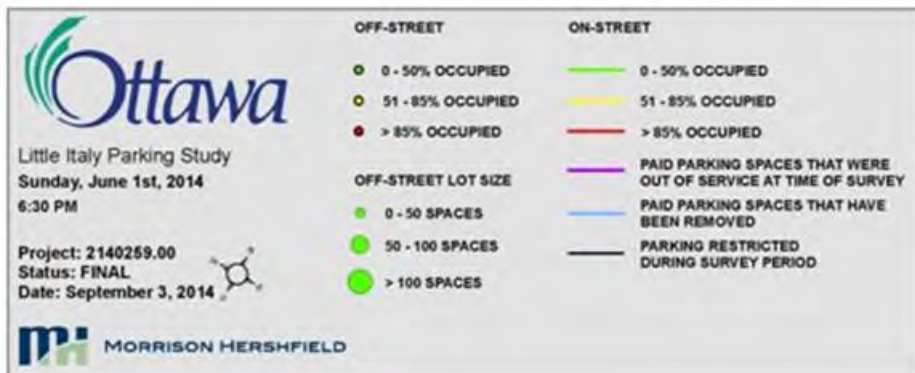 Ottawa
Little Italy Parking Study
Sunday, June 1st, 2014
6:30 PM
Project: 2140259.00
Status: FINAL
Date: September 3, 2014
MORRISON HERSHFIELD
OFF-STREET
0 - 50% OCCUPIED
51 - 85% OCCUPIED
> 85% OCCUPIED
OFF-STREET LOT SIZE
0 - 50 SPACES
50 - 100 SPACES
> 100 SPACES
ON-STREET
0 - 50% OCCUPIED
51 - 85% OCCUPIED
> 85% OCCUPIED
PAID PARKING SPACES THAT WERE
OUT OF SERVICE AT TIME OF SURVEY
PAID PARKING SPACES THAT HAVE
BEEN REMOVED
PARKING RESTRICTED
DURING SURVEY PERIOD